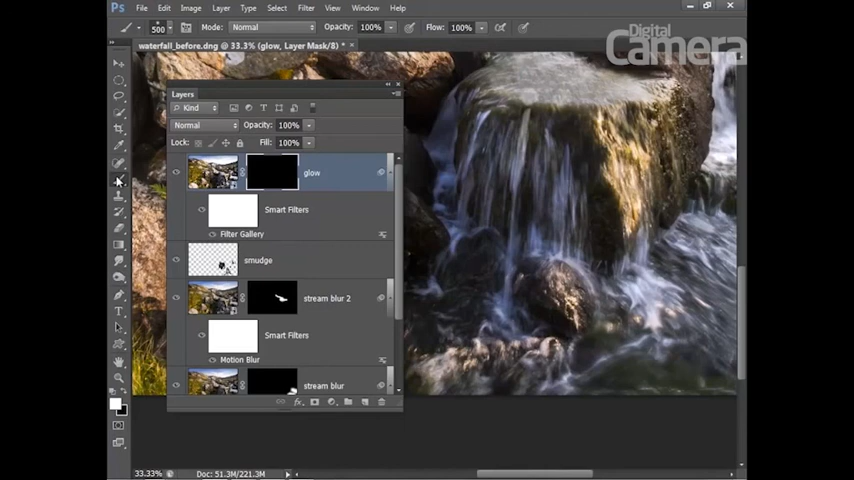 Ps File Edit Image Layer Type Select Filter View Window Help
500 Mode: Normal Opacity: 100% Flow: 100%
Digital
Camera
waterfall_before.dng @ 33.3% (glow, Layer Mask/8) *
Layers
Kind
Normal Opacity: 100%
Lock: Fill: 100%
glow
Smart Filters
Filter Gallery
smudge
stream blur 2
Smart Filters
Motion Blur
stream blur
fx
33.33% Doc: 51.3M/221.3M